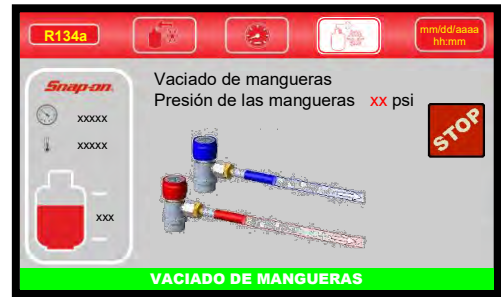 R134a
mm/dd/aaaa
hh:mm
Snap-on
xxxxx
xxxxx
xxx
Vaciado de mangueras
Presión de las mangueras xx psi
STOP
VACIADO DE MANGUERAS